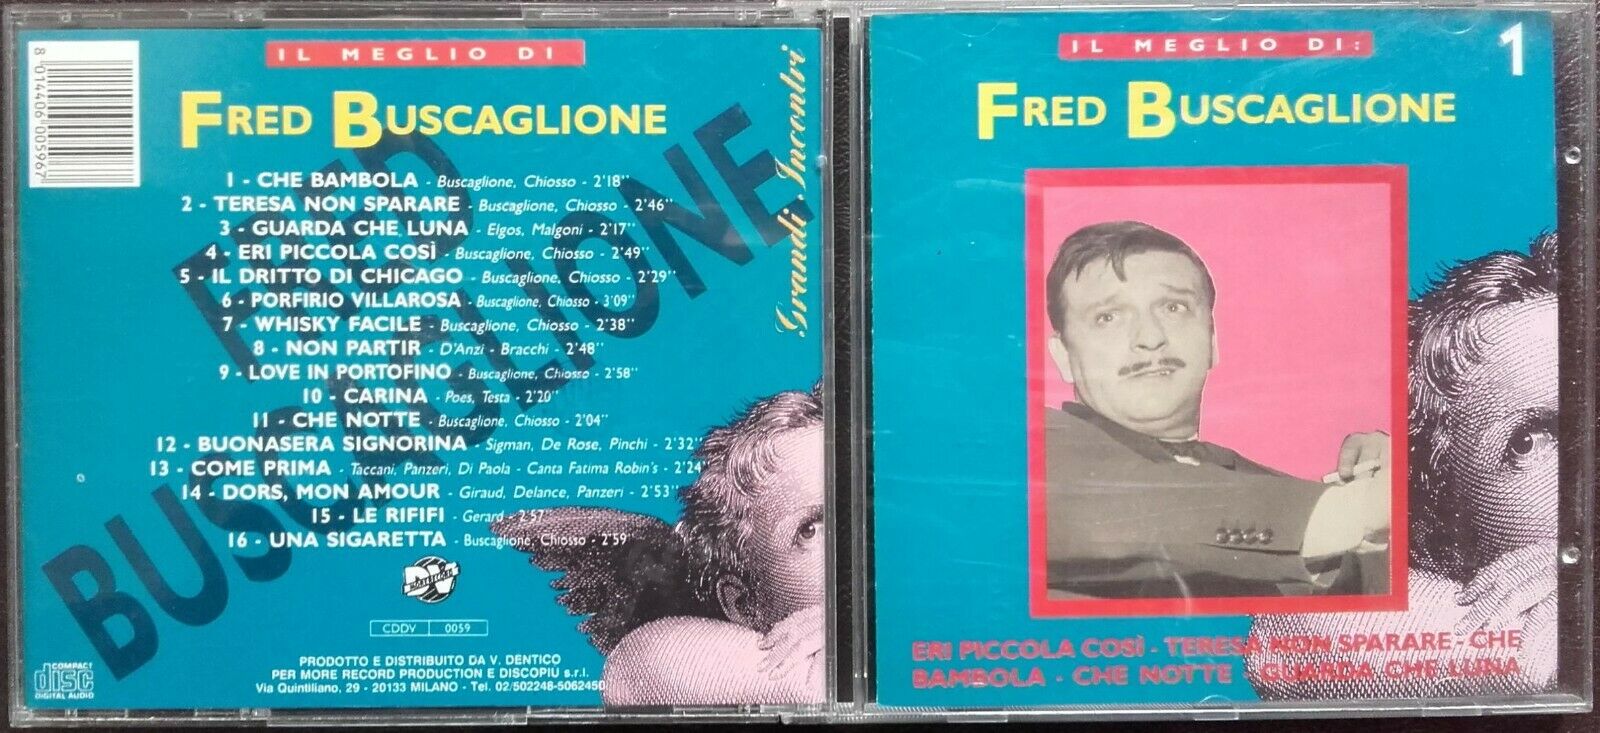 IL MEGLIO DI
FRED BUSCAGLIONE
1 - CHE BAMBOLA - Buscaglione, Chiosso - 2'18''
2 - TERESA NON SPARARE - Buscaglione, Chiosso - 2'46''
3 - GUARDA CHE LUNA - Elgos, Malgoni - 2'17''
4 - ERI PICCOLA COSÌ - Buscaglione, Chiosso - 2'49''
5 - IL DRITTO DI CHICAGO - Buscaglione, Chiosso - 2'29''
6 - PORFIRIO VILLAROSA - Buscaglione, Chiosso - 3'09''
7 - WHISKY FACILE - Buscaglione, Chiosso - 2'38''
8 - NON PARTIR - D'Anzi - Bracchi - 2'48''
9 - LOVE IN PORTOFINO - Buscaglione, Chiosso - 2'58''
10 - CARINA - Poes, Testa - 2'20''
11 - CHE NOTTE - Buscaglione, Chiosso - 2'04''
12 - BUONASERA SIGNORINA - Sigman, De Rose, Pinchi - 2'32''
13 - COME PRIMA - Taccani, Panzeri, Di Paola - Canta Fatima Robin's - 2'24''
14 - DORS, MON AMOUR - Giraud, Delance, Panzeri - 2'53''
15 - LE RIFIFI - Gerard - 2'57''
16 - UNA SIGARETTA - Buscaglione, Chiosso - 2'59''
FRED
BUSCAGLIONE
Grandi Incontri
8 014406 005967
DV MORE RECORD
CDDV 0059
PRODOTTO E DISTRIBUITO DA V. DENTICO
PER MORE RECORD PRODUCTION E DISCOPIU s.r.l.
Via Quintiliano, 29 - 20133 MILANO - Tel. 02/502248-5062450
COMPACT
disc
DIGITAL AUDIO
IL MEGLIO DI:
1
FRED BUSCAGLIONE
ERI PICCOLA COSÌ - TERESA NON SPARARE - CHE
BAMBOLA - CHE NOTTE - GUARDA CHE LUNA